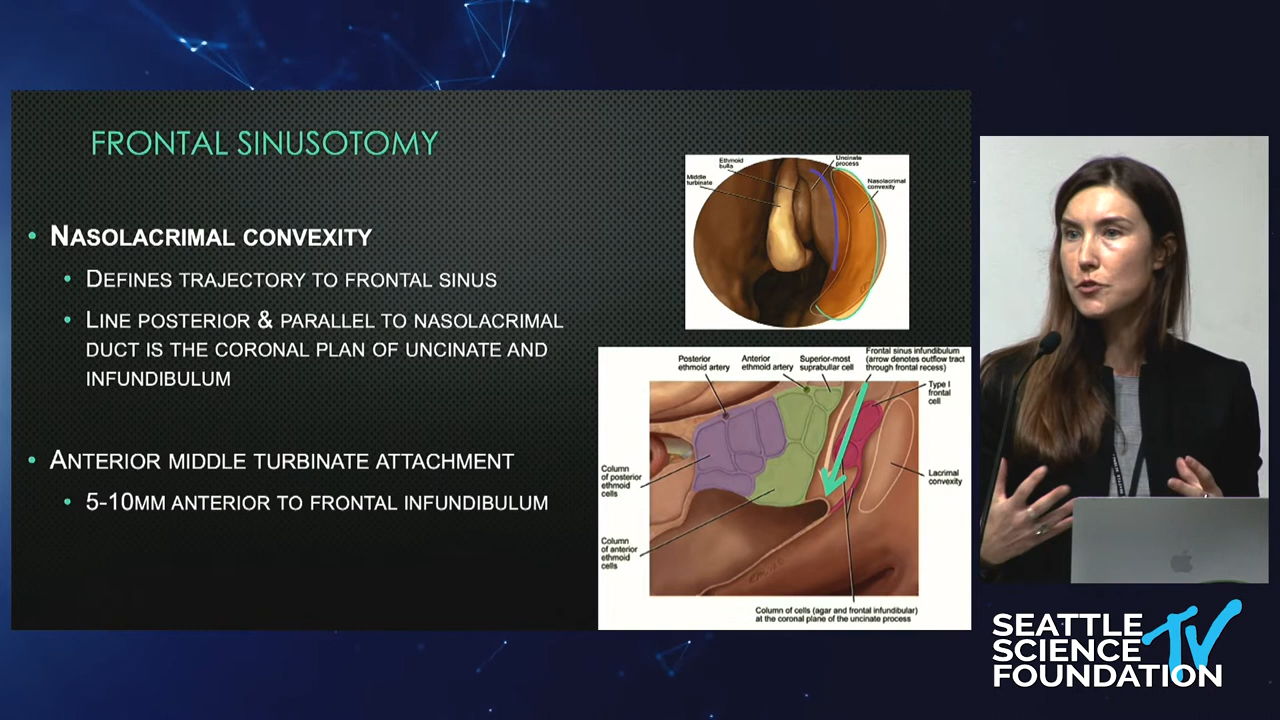 FRONTAL SINUSOTOMY
• NASOLACRIMAL CONVEXITY
• DEFINES TRAJECTORY TO FRONTAL SINUS
• LINE POSTERIOR & PARALLEL TO NASOLACRIMAL
DUCT IS THE CORONAL PLAN OF UNCINATE AND
INFUNDIBULUM
• ANTERIOR MIDDLE TURBINATE ATTACHMENT
• 5-10MM ANTERIOR TO FRONTAL INFUNDIBULUM
Ethmoid
bulla
Uncinate
process
Middle
turbinate
Nasolacrimal
convexity
Posterior
ethmoid artery
Anterior
ethmoid artery
Superior-most
suprabullar cell
Frontal sinus infundibulum
(arrow denotes outflow tract
through frontal recess)
Type I
frontal
cell
Column
of posterior
ethmoid
cells
Lacrimal
convexity
Column
of anterior
ethmoid
cells
Column of cells (agar and frontal infundibular)
at the coronal plane of the uncinate process
SEATTLE
SCIENCE
FOUNDATION
TV